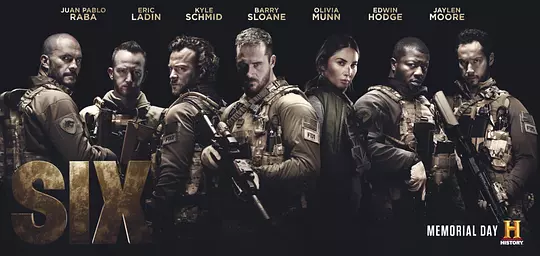 JUAN PABLO
RABA
ERIC
LADIN
KYLE
SCHMID
BARRY
SLOANE
OLIVIA
MUNN
EDWIN
HODGE
JAYLEN
MOORE
SIX
MEMORIAL DAY
H
HISTORY